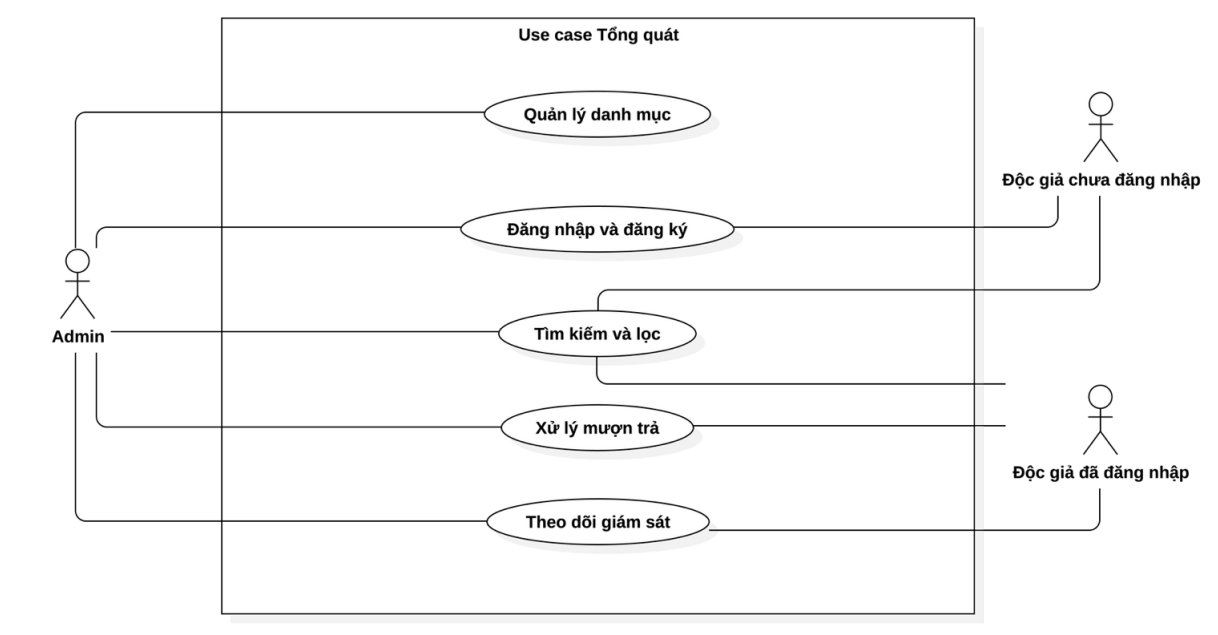 Use case Tổng quát
Quản lý danh mục
Độc giả chưa đăng nhập
Đăng nhập và đăng ký
Tìm kiếm và lọc
Admin
Xử lý mượn trả
Độc giả đã đăng nhập
Theo dõi giám sát